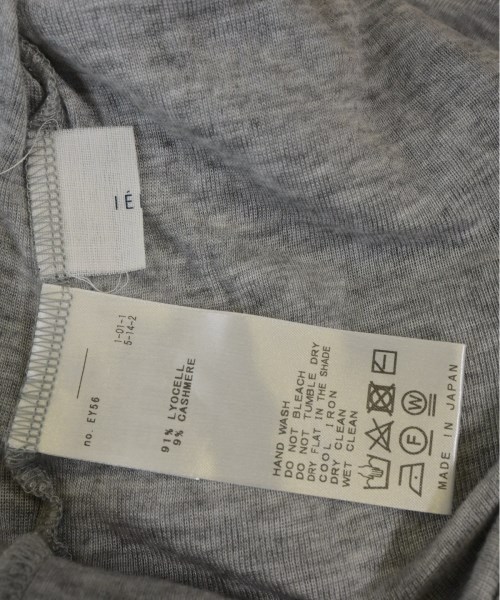 IÉ
no. EY56
1-01-1
5-14-2
91% LYOCELL
9% CASHMERE
HAND WASH
DO NOT BLEACH
DO NOT TUMBLE DRY
DRY FLAT IN THE SHADE
COOL IRON
DRY CLEAN
WET CLEAN
F W
MADE IN JAPAN